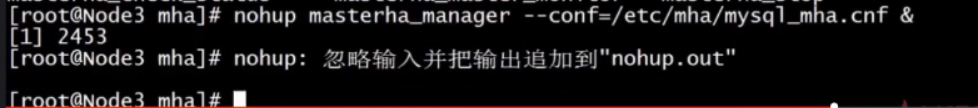 [root@Node3 mha]# nohup masterha_manager --conf=/etc/mha/mysql_mha.cnf &
[1] 2453
[root@Node3 mha]# nohup: 忽略输入并把输出追加到"nohup.out"
[root@Node3 mha]#